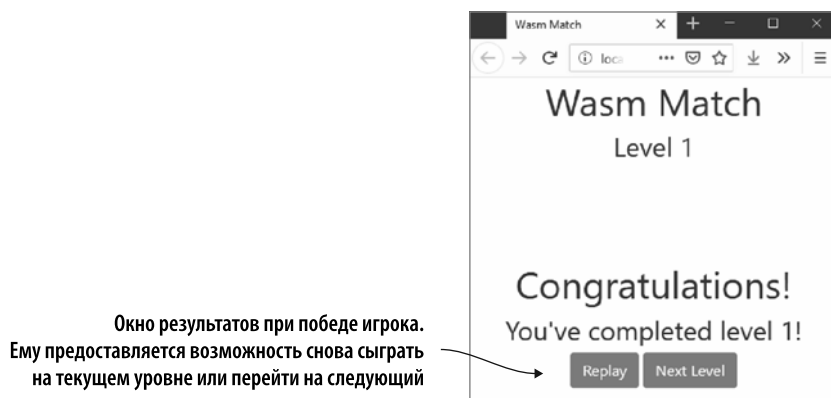 Wasm Match
loca
Wasm Match
Level 1
Congratulations!
You've completed level 1!
Replay Next Level
Окно результатов при победе игрока.
Ему предоставляется возможность снова сыграть
на текущем уровне или перейти на следующий